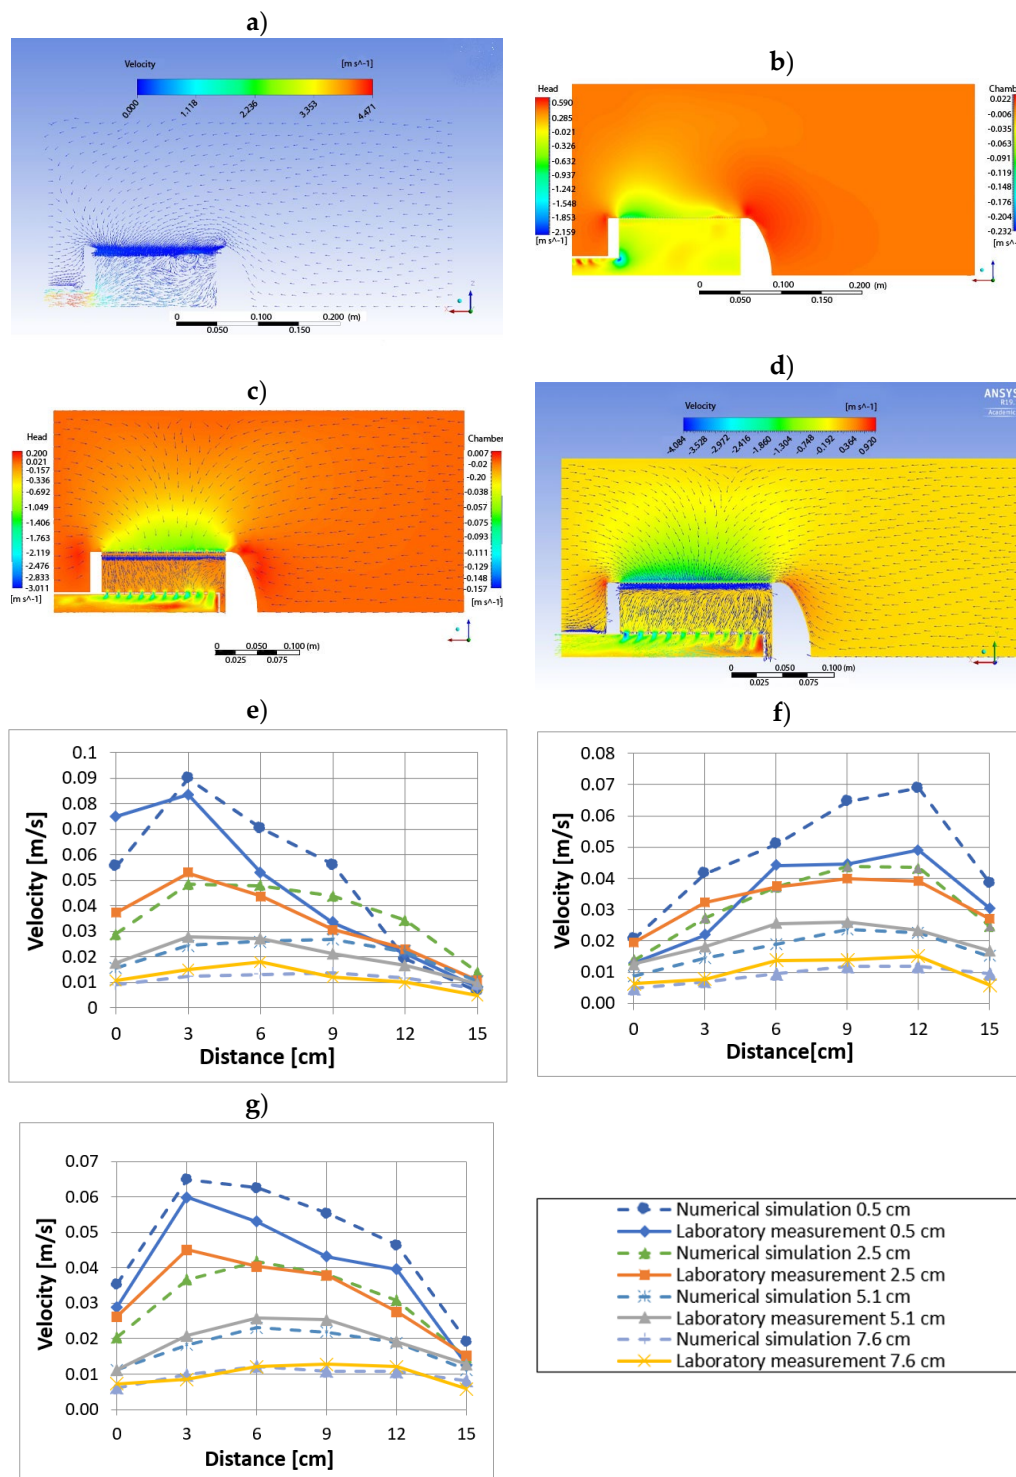 a)
Velocity [m s^-1]
0.000 1.118 2.236 3.353 4.471
0 0.100 0.200 (m)
0.050 0.150
b)
Head
0.590
0.285
-0.021
-0.326
-0.632
-0.937
-1.242
-1.548
-1.853
-2.159
[m s^-1]
Chamber
0.022
-0.006
-0.035
-0.063
-0.091
-0.119
-0.147
-0.204
-0.232
[m s^-1]
0 0.100 0.200 (m)
0.050 0.150
c)
Head
0.200
0.021
-0.157
-0.336
-0.692
-1.049
-1.406
-1.763
-2.119
-2.476
-2.833
-3.011
[m s^-1]
Chamber
0.007
-0.02
-0.20
-0.038
-0.057
-0.075
-0.093
-0.111
-0.129
-0.148
-0.157
[m s^-1]
0 0.050 0.100 (m)
0.025 0.075
d)
ANSYS
R19.
Academic
Velocity [m s^-1]
-4.084 -3.528 -2.972 -2.416 -1.860 -1.304 -0.748 -0.192 0.364 0.920
0 0.050 0.100 (m)
0.025 0.075
e)
Velocity [m/s]
0.1
0.09
0.08
0.07
0.06
0.05
0.04
0.03
0.02
0.01
0
0 3 6 9 12 15
Distance [cm]
f)
Velocity [m/s]
0.08
0.07
0.06
0.05
0.04
0.03
0.02
0.01
0.00
0 3 6 9 12 15
Distance[cm]
g)
Velocity [m/s]
0.07
0.06
0.05
0.04
0.03
0.02
0.01
0.00
0 3 6 9 12 15
Distance [cm]
Numerical simulation 0.5 cm
Laboratory measurement 0.5 cm
Numerical simulation 2.5 cm
Laboratory measurement 2.5 cm
Numerical simulation 5.1 cm
Laboratory measurement 5.1 cm
Numerical simulation 7.6 cm
Laboratory measurement 7.6 cm